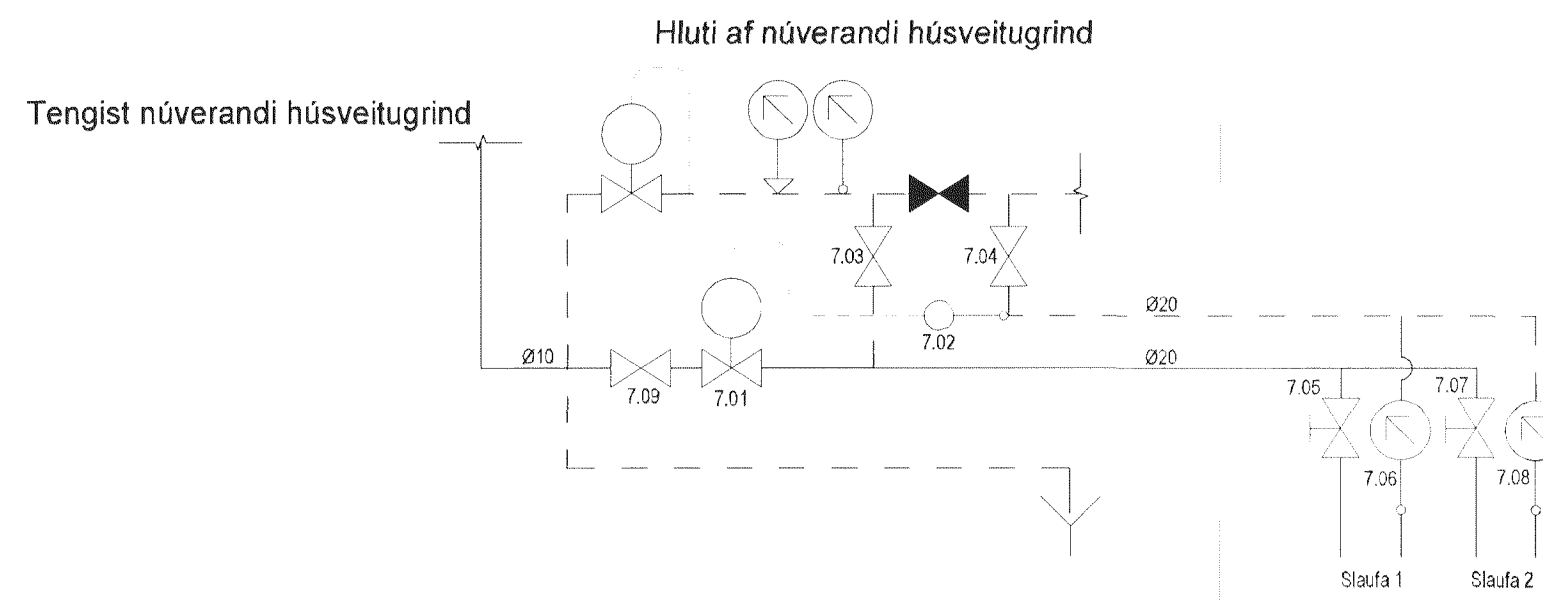 Hluti af núverandi húsveitugrind
Tengist núverandi húsveitugrind
7.03
7.04
Ø20
7.02
Ø10
Ø20
7.09
7.01
7.05
7.07
7.06
7.08
Slaufa 1
Slaufa 2